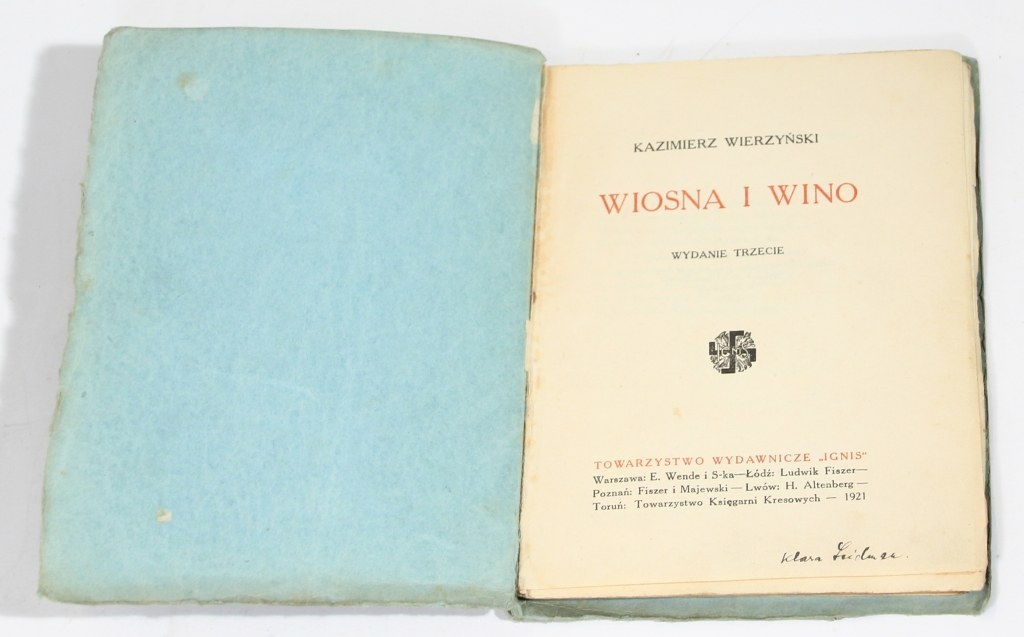 KAZIMIERZ WIERZYŃSKI
WIOSNA I WINO
WYDANIE TRZECIE
IGNIS
TOWARZYSTWO WYDAWNICZE „IGNIS“
Warszawa: E. Wende i S-ka—Łódź: Ludwik Fiszer—
Poznań: Fiszer i Majewski — Lwów: H. Altenberg —
Toruń: Towarzystwo Księgarni Kresowych — 1921
Klara